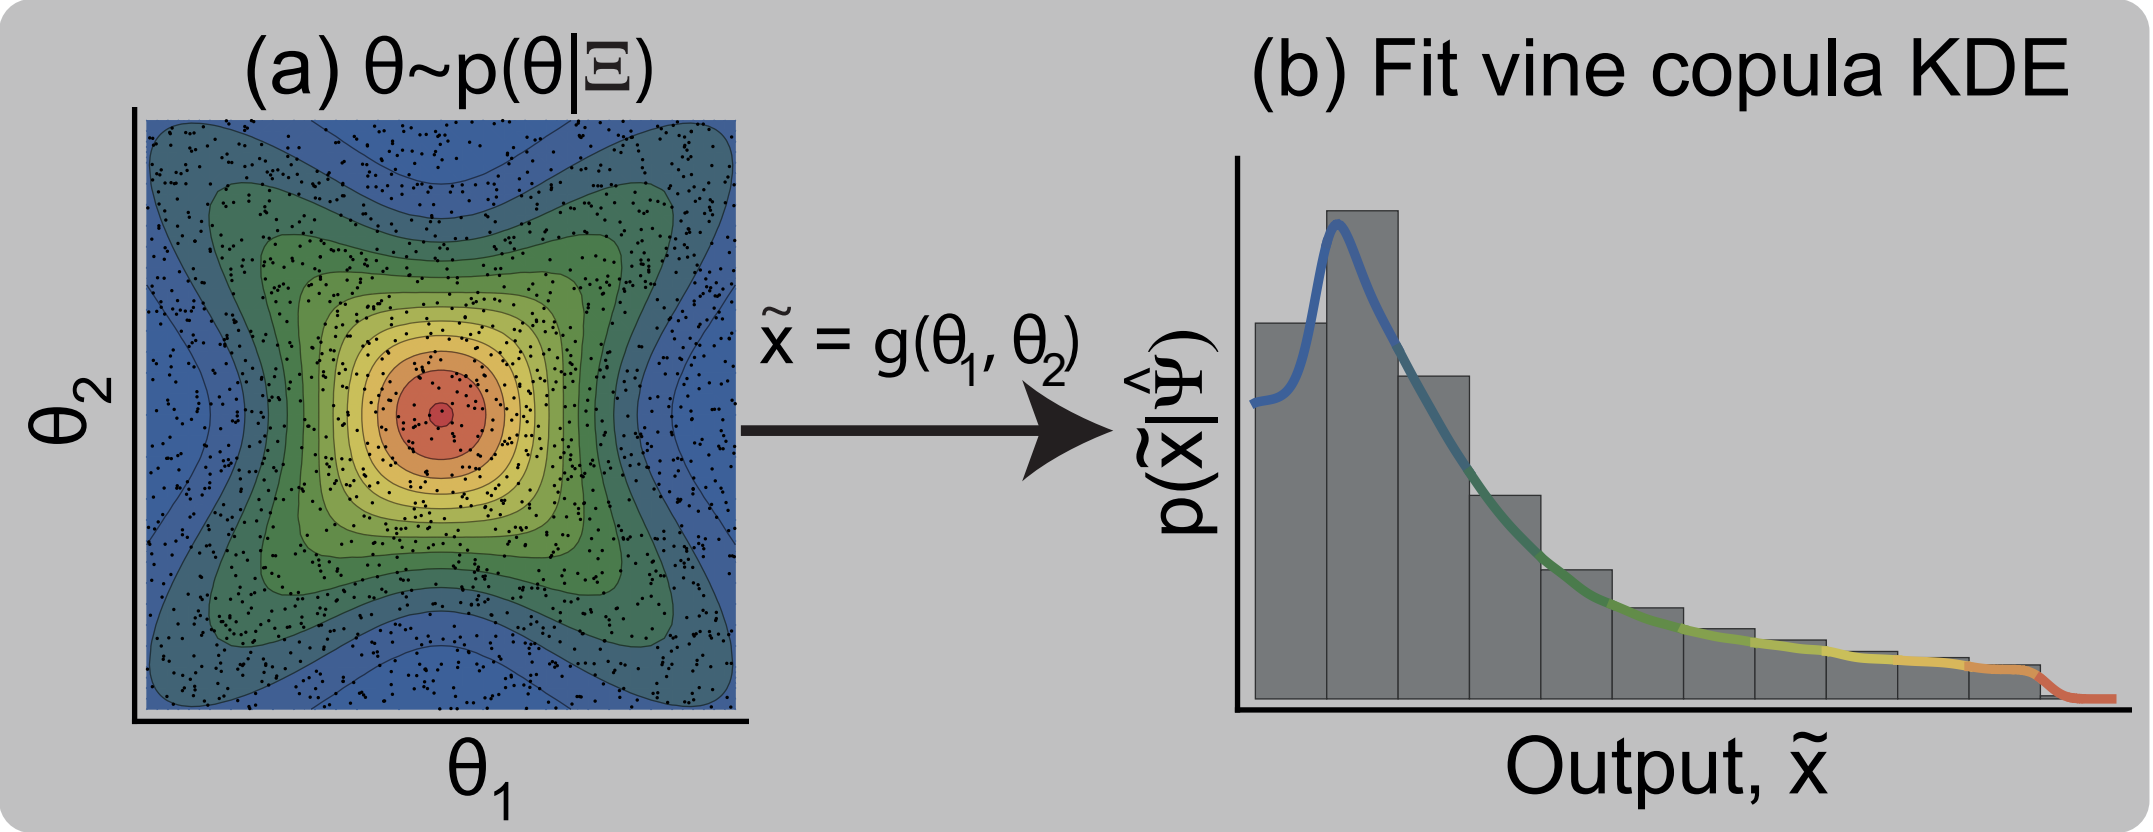 (a) θ~p(θ|Ξ)
θ₂
θ₁
x̃ = g(θ₁, θ₂)
(b) Fit vine copula KDE
p(x̃|Ψ̂)
Output, x̃